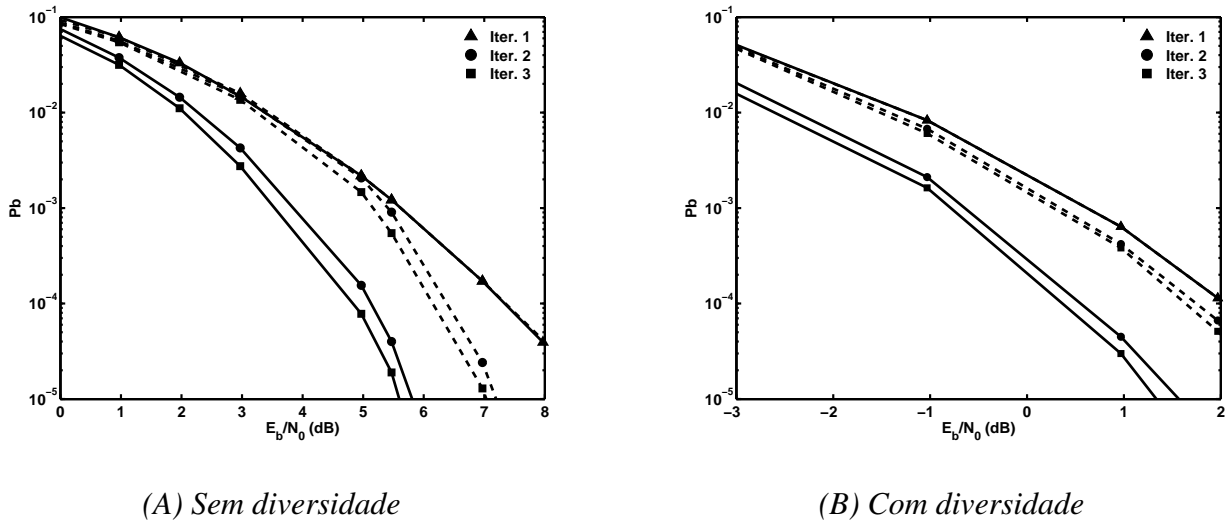 10⁻¹
10⁻²
10⁻³
10⁻⁴
10⁻⁵
Pb
0 1 2 3 4 5 6 7 8
E_b/N_0 (dB)
Iter. 1
Iter. 2
Iter. 3
(A) Sem diversidade
10⁻¹
10⁻²
10⁻³
10⁻⁴
10⁻⁵
Pb
−3 −2 −1 0 1 2
E_b/N_0 (dB)
Iter. 1
Iter. 2
Iter. 3
(B) Com diversidade